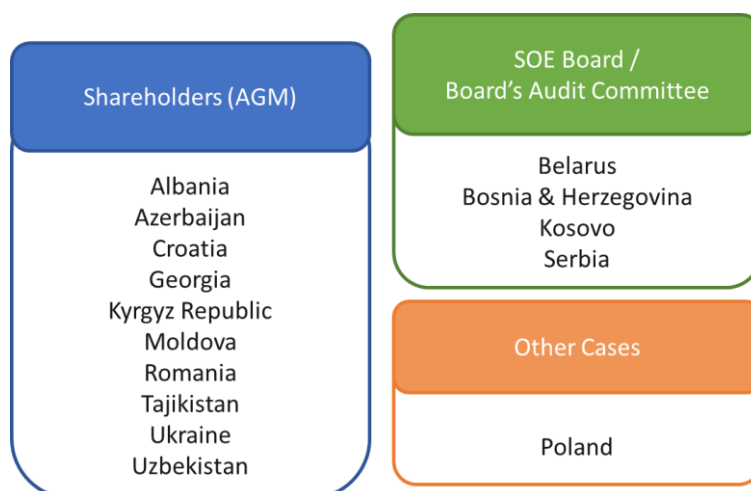 Shareholders (AGM)
Albania
Azerbaijan
Croatia
Georgia
Kyrgyz Republic
Moldova
Romania
Tajikistan
Ukraine
Uzbekistan
SOE Board /
Board's Audit Committee
Belarus
Bosnia & Herzegovina
Kosovo
Serbia
Other Cases
Poland